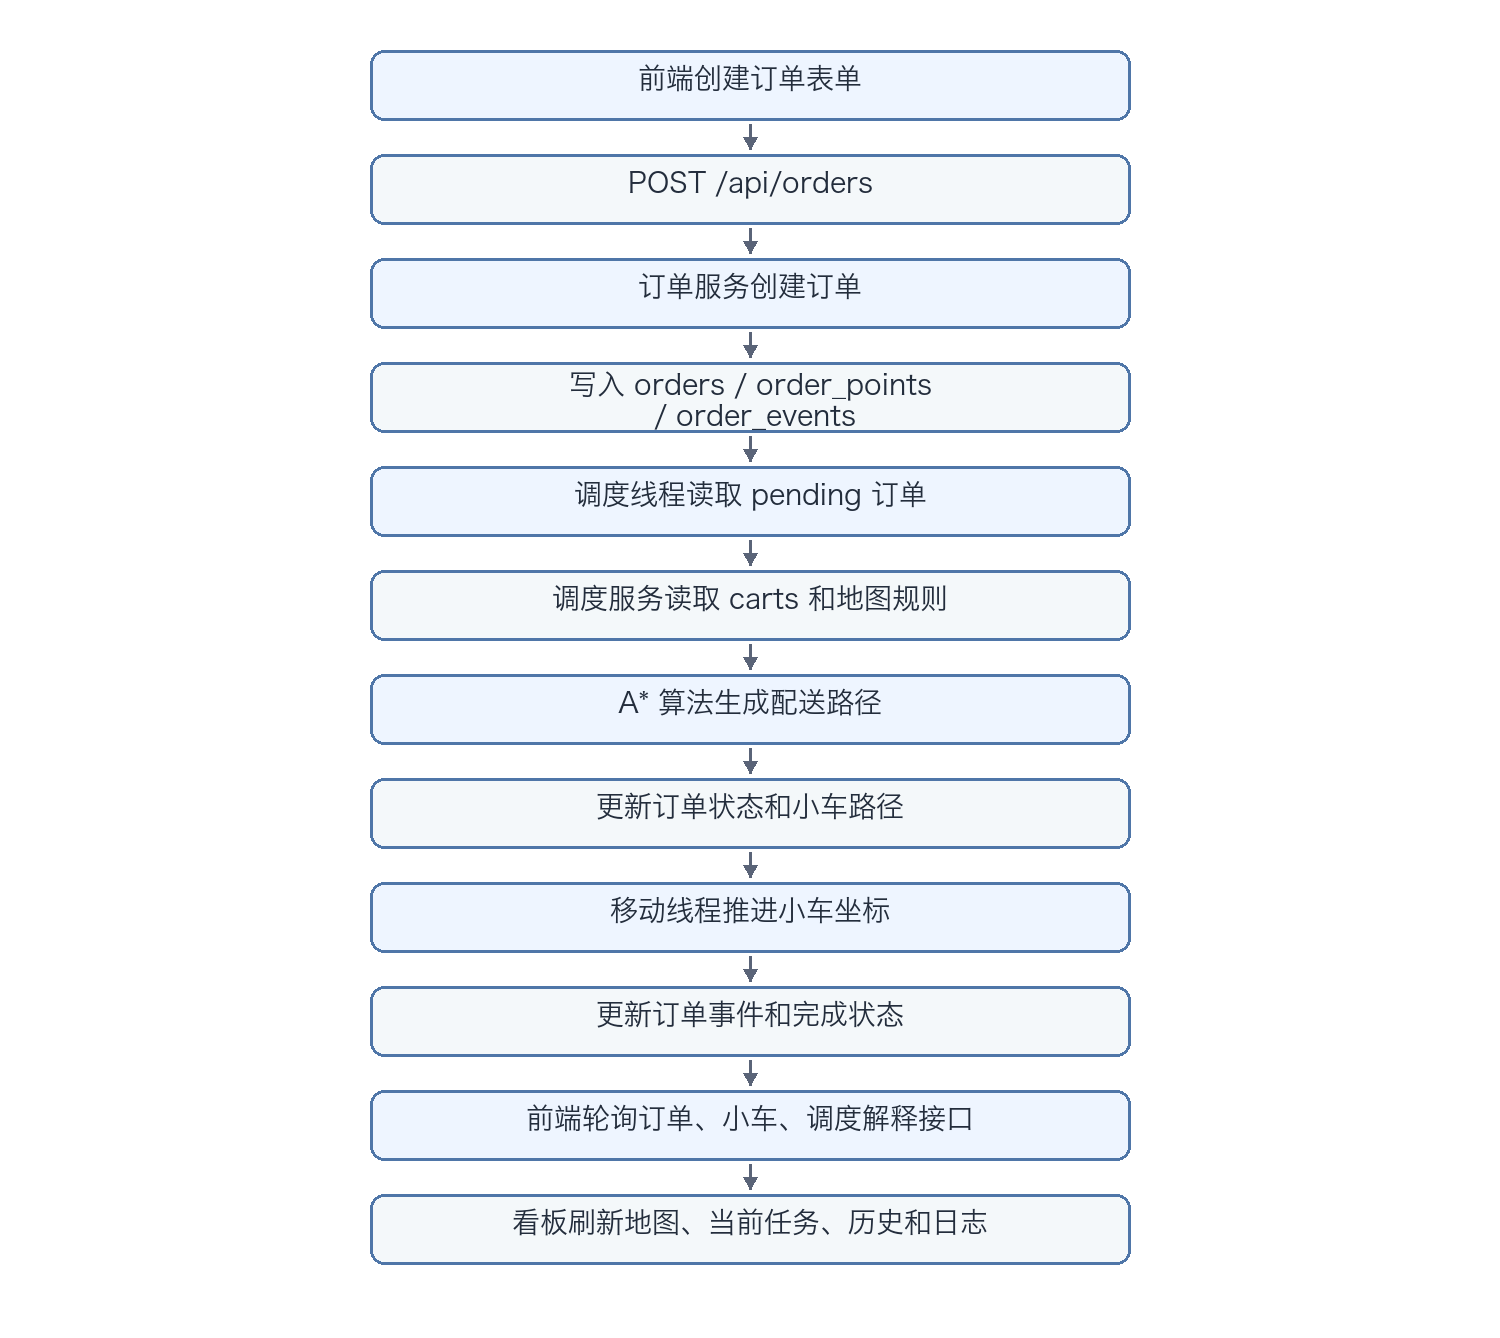 前端创建订单表单
POST /api/orders
订单服务创建订单
写入 orders / order_points
/ order_events
调度线程读取 pending 订单
调度服务读取 carts 和地图规则
A* 算法生成配送路径
更新订单状态和小车路径
移动线程推进小车坐标
更新订单事件和完成状态
前端轮询订单、小车、调度解释接口
看板刷新地图、当前任务、历史和日志